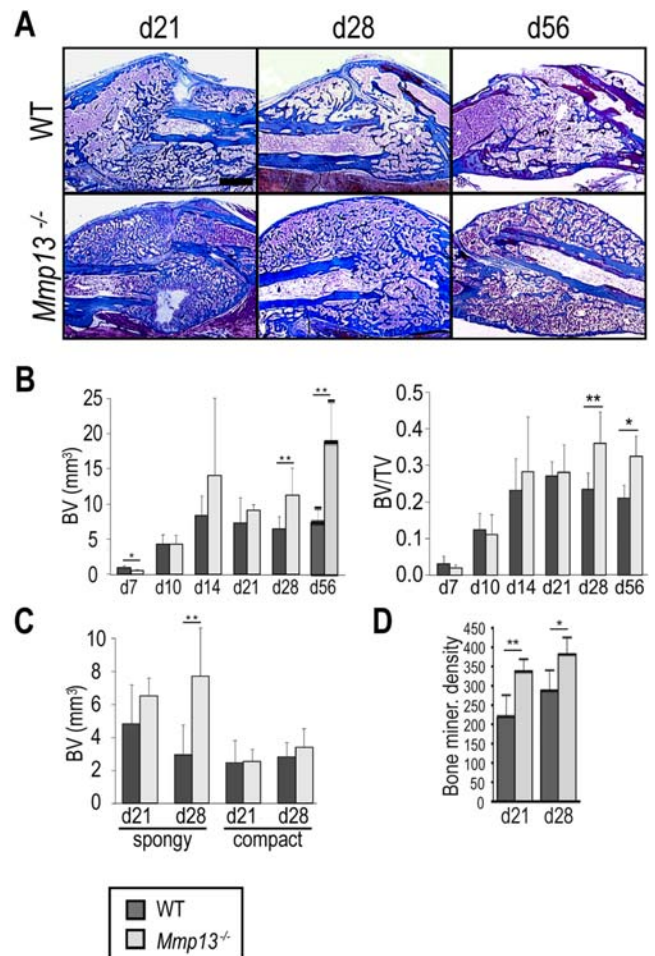 A
d21 d28 d56
WT
Mmp13 -/-
B
BV (mm³)
25
20
15
10
5
0
*
**
**
d7 d10 d14 d21 d28 d56
BV/TV
0.5
0.4
0.3
0.2
0.1
0.0
**
*
d7 d10 d14 d21 d28 d56
C
BV (mm³)
10
8
6
4
2
0
**
d21 d28 d21 d28
spongy compact
D
Bone miner. density
450
400
350
300
250
200
150
100
50
0
**
*
d21 d28
WT
Mmp13-/-